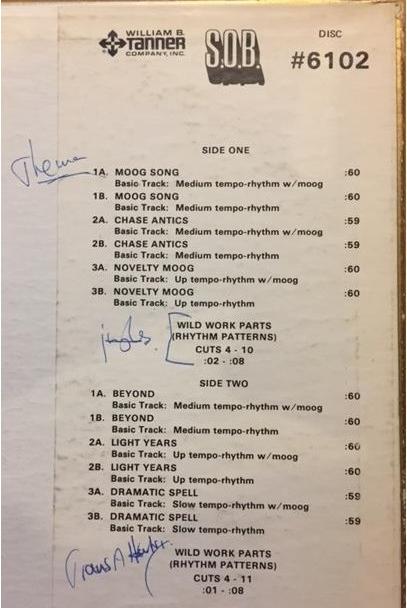 WILLIAM B.
TANNER
COMPANY, INC.
S.O.B.
DISC
#6102
SIDE ONE
Theme
1A. MOOG SONG :60
Basic Track: Medium tempo-rhythm w/moog
1B. MOOG SONG :60
Basic Track: Medium tempo-rhythm
2A. CHASE ANTICS :59
Basic Track: Medium tempo-rhythm w/moog
2B. CHASE ANTICS :59
Basic Track: Medium tempo-rhythm
3A. NOVELTY MOOG :60
Basic Track: Up tempo-rhythm w/moog
3B. NOVELTY MOOG :60
Basic Track: Up tempo-rhythm
jingles.
WILD WORK PARTS
(RHYTHM PATTERNS)
CUTS 4 - 10
:02 - :08
SIDE TWO
1A. BEYOND :60
Basic Track: Medium tempo-rhythm w/moog
1B. BEYOND :60
Basic Track: Medium tempo-rhythm
2A. LIGHT YEARS :60
Basic Track: Up tempo-rhythm w/moog
2B. LIGHT YEARS :60
Basic Track: Up tempo-rhythm
3A. DRAMATIC SPELL :59
Basic Track: Slow tempo-rhythm w/moog
3B. DRAMATIC SPELL :59
Basic Track: Slow tempo-rhythm
WILD WORK PARTS
(RHYTHM PATTERNS)
CUTS 4 - 11
:01 - :08